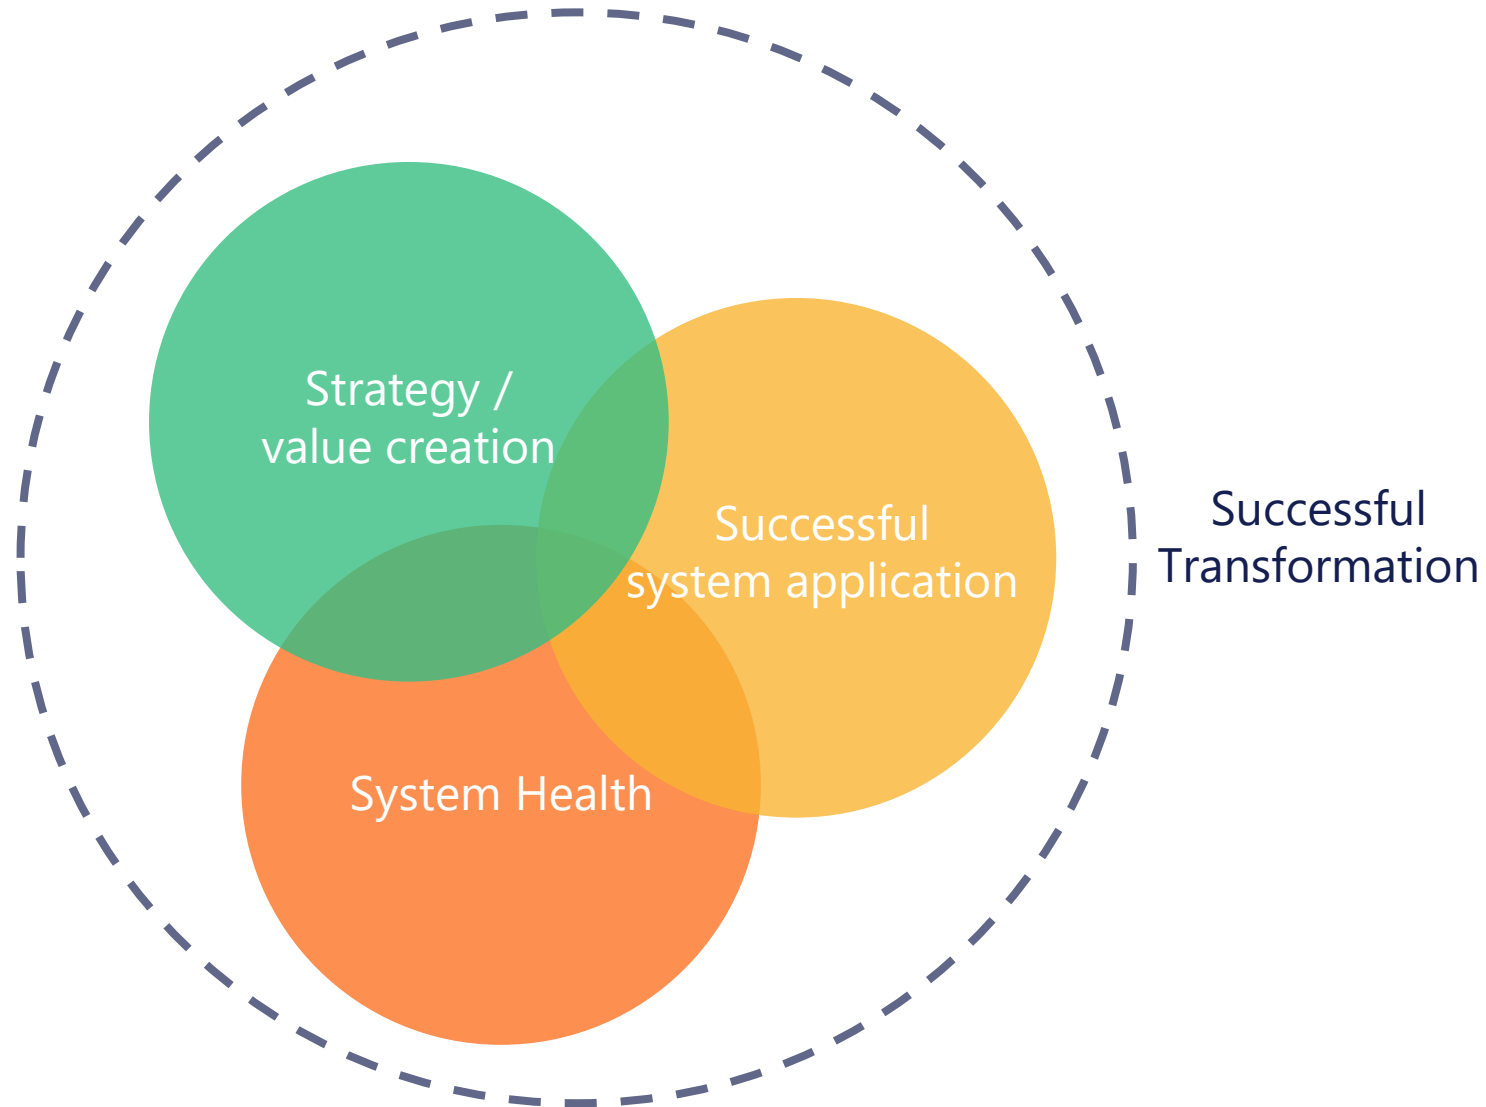 Strategy /
value creation
Successful
system application
Successful
Transformation
System Health